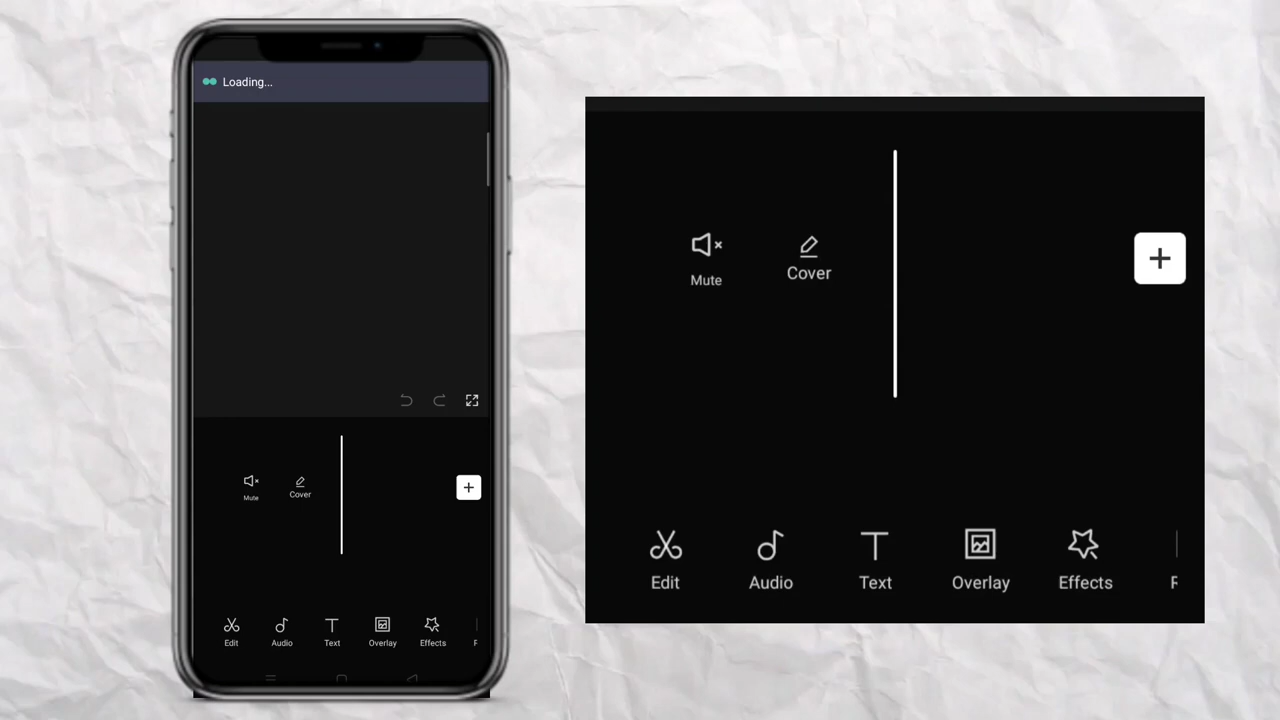 Loading...
Mute
Cover
Edit Audio Text Overlay Effects F
Mute
Cover
Edit Audio Text Overlay Effects